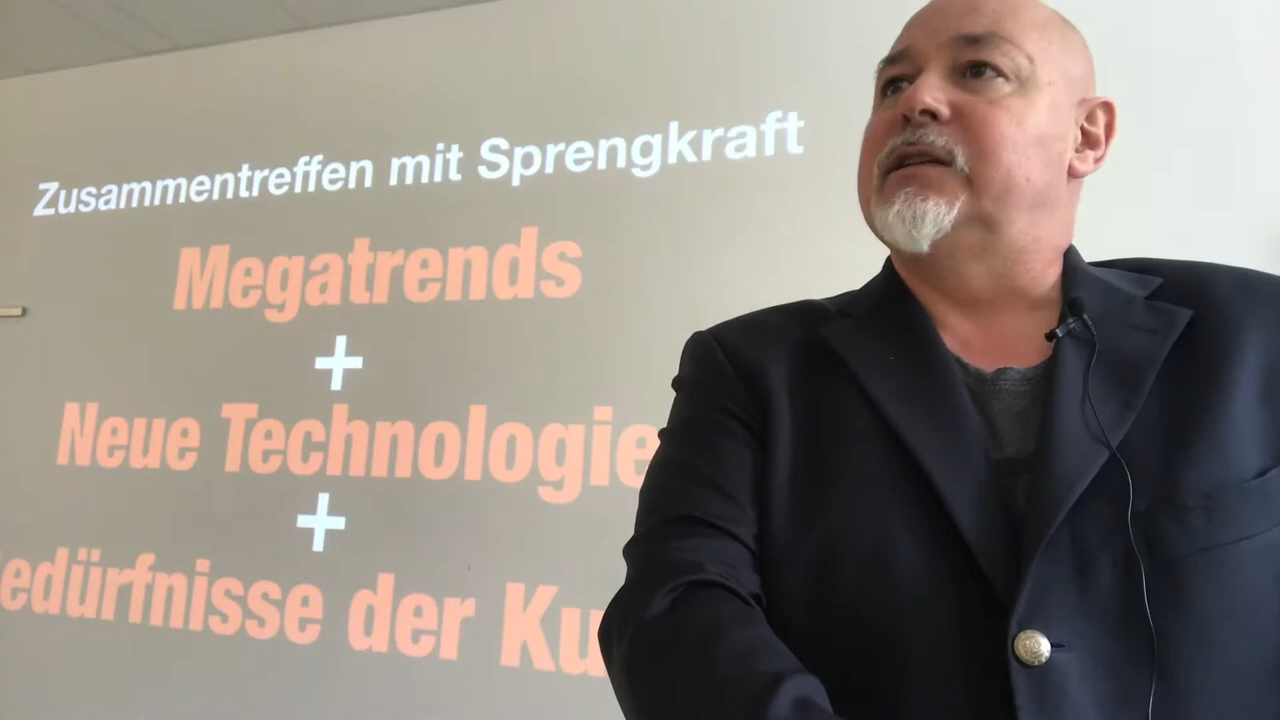 Zusammentreffen mit Sprengkraft
Megatrends
+
Neue Technologie
+
edürfnisse der Ku